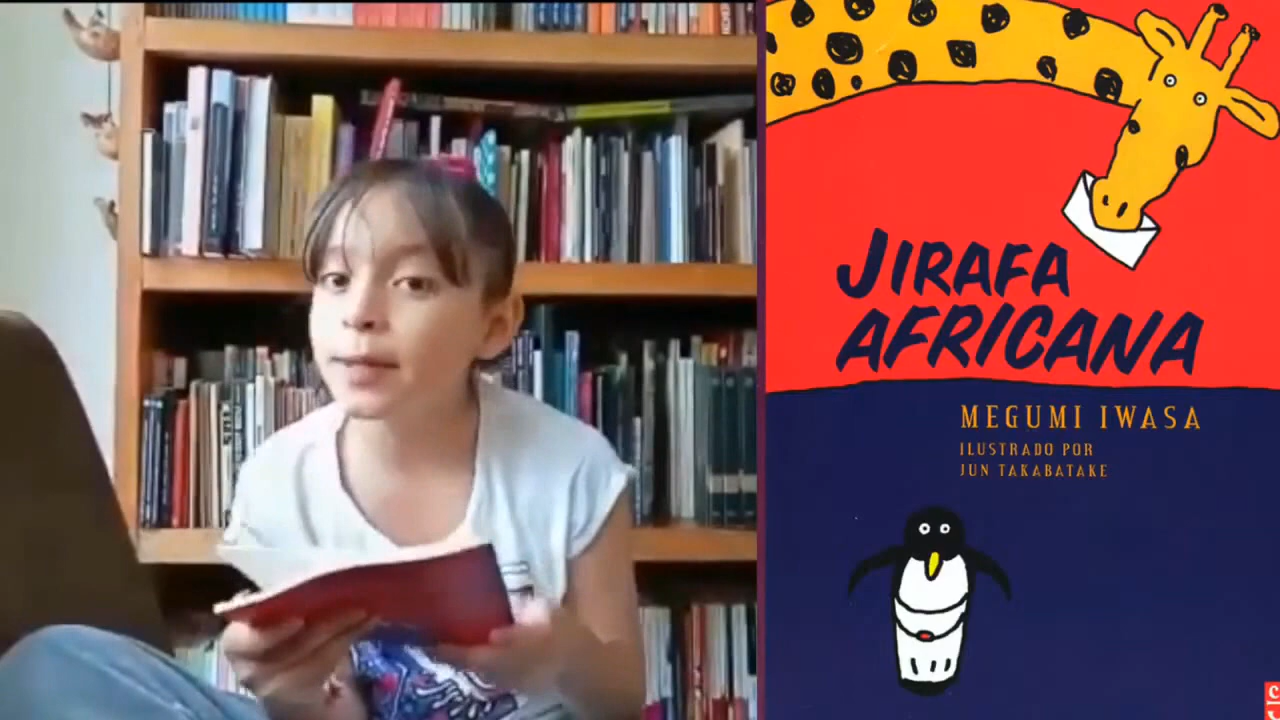 JIRAFA
AFRICANA
MEGUMI IWASA
ILUSTRADO POR
JUN TAKABATAKE